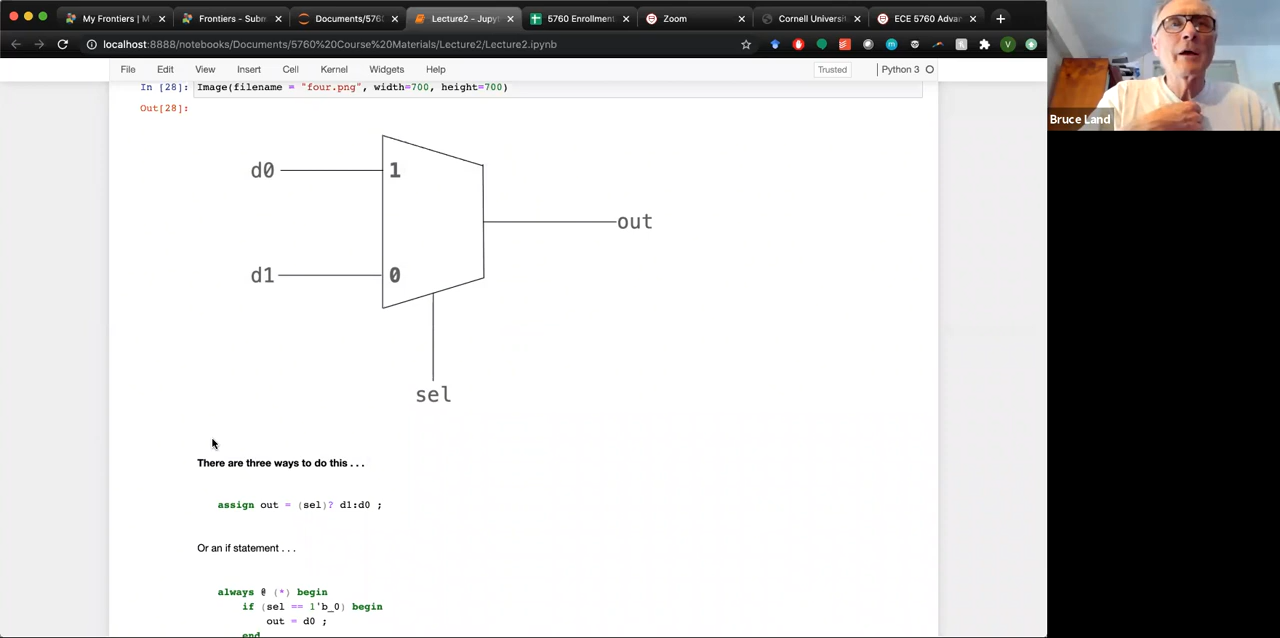 My Frontiers | M
Frontiers - Subm
Documents/5760
Lecture2 - Jupyt
5760 Enrollment
Zoom
Cornell Universit
ECE 5760 Advan
localhost:8888/notebooks/Documents/5760%20Course%20Materials/Lecture2/Lecture2.ipynb
V
File Edit View Insert Cell Kernel Widgets Help
Trusted
Python 3
In [28]: Image(filename = "four.png", width=700, height=700)
Out[28]:
d0
1
out
d1
0
sel
There are three ways to do this . . .
assign out = (sel)? d1:d0 ;
Or an if statement . . .
always @ (*) begin
if (sel == 1'b_0) begin
out = d0 ;
end
Bruce Land